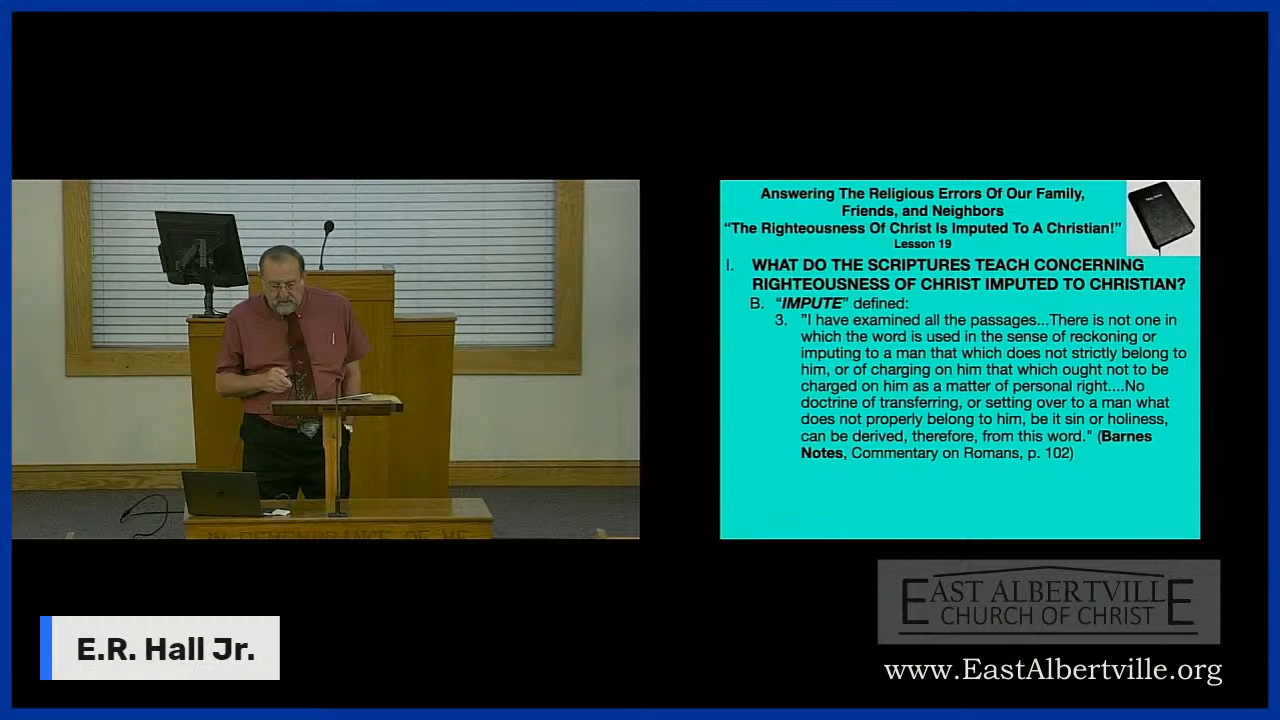 Answering The Religious Errors Of Our Family,
Friends, and Neighbors
“The Righteousness Of Christ Is Imputed To A Christian!”
Lesson 19
I. WHAT DO THE SCRIPTURES TEACH CONCERNING
RIGHTEOUSNESS OF CHRIST IMPUTED TO CHRISTIAN?
B. “IMPUTE” defined:
3. "I have examined all the passages...There is not one in
which the word is used in the sense of reckoning or
imputing to a man that which does not strictly belong to
him, or of charging on him that which ought not to be
charged on him as a matter of personal right....No
doctrine of transferring, or setting over to a man what
does not properly belong to him, be it sin or holiness,
can be derived, therefore, from this word." (Barnes
Notes, Commentary on Romans, p. 102)
IN REMEMBRANCE OF ME
EAST ALBERTVILLE
CHURCH OF CHRIST
E.R. Hall Jr.
www.EastAlbertville.org